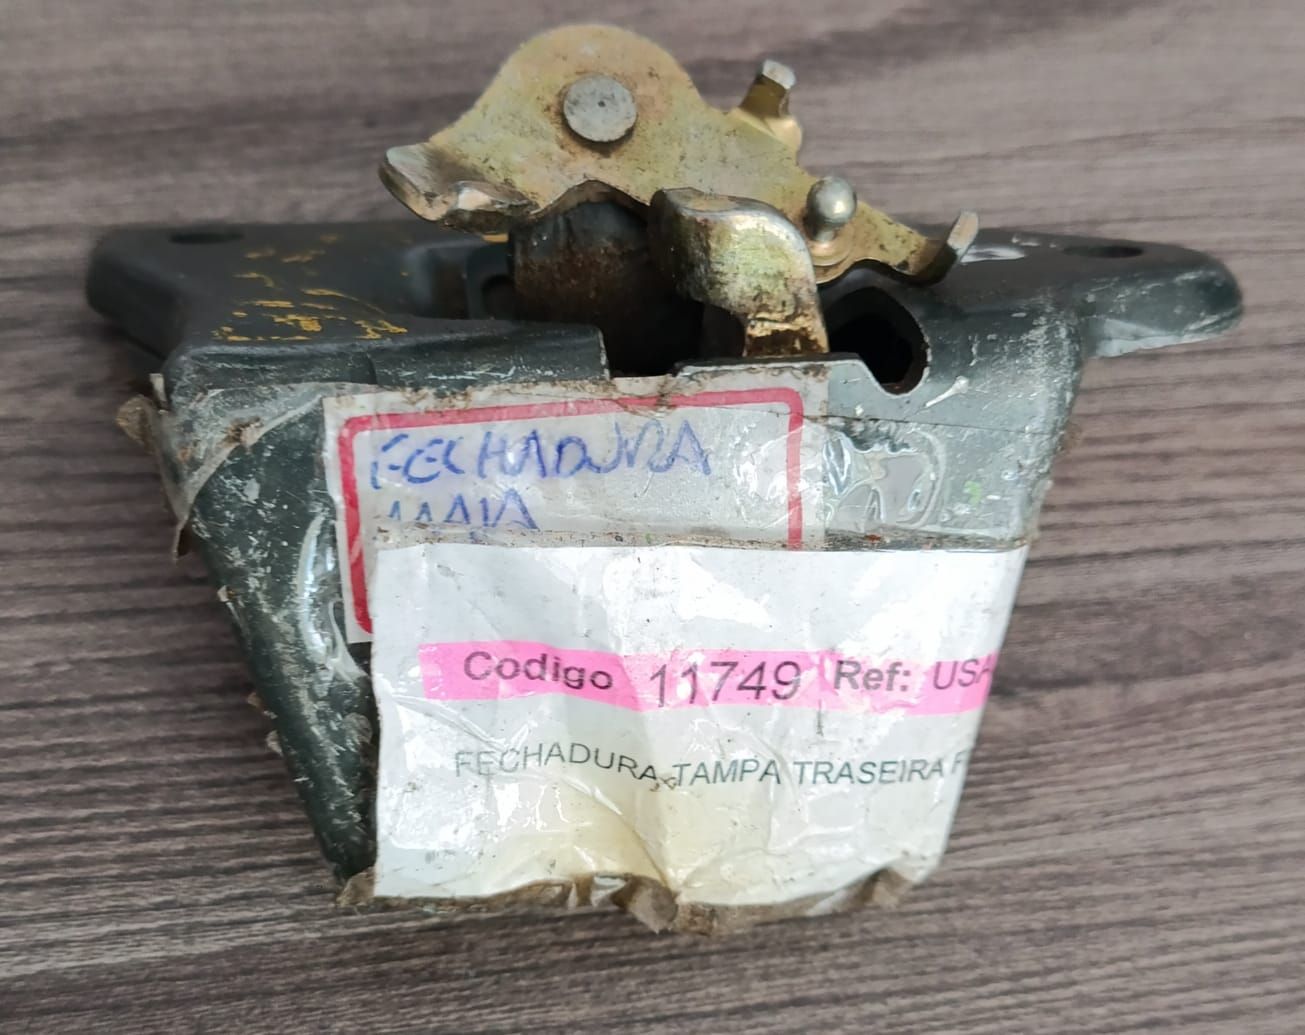 FECHADURA
Codigo 11749 Ref: USA
FECHADURA TAMPA TRASEIRA F